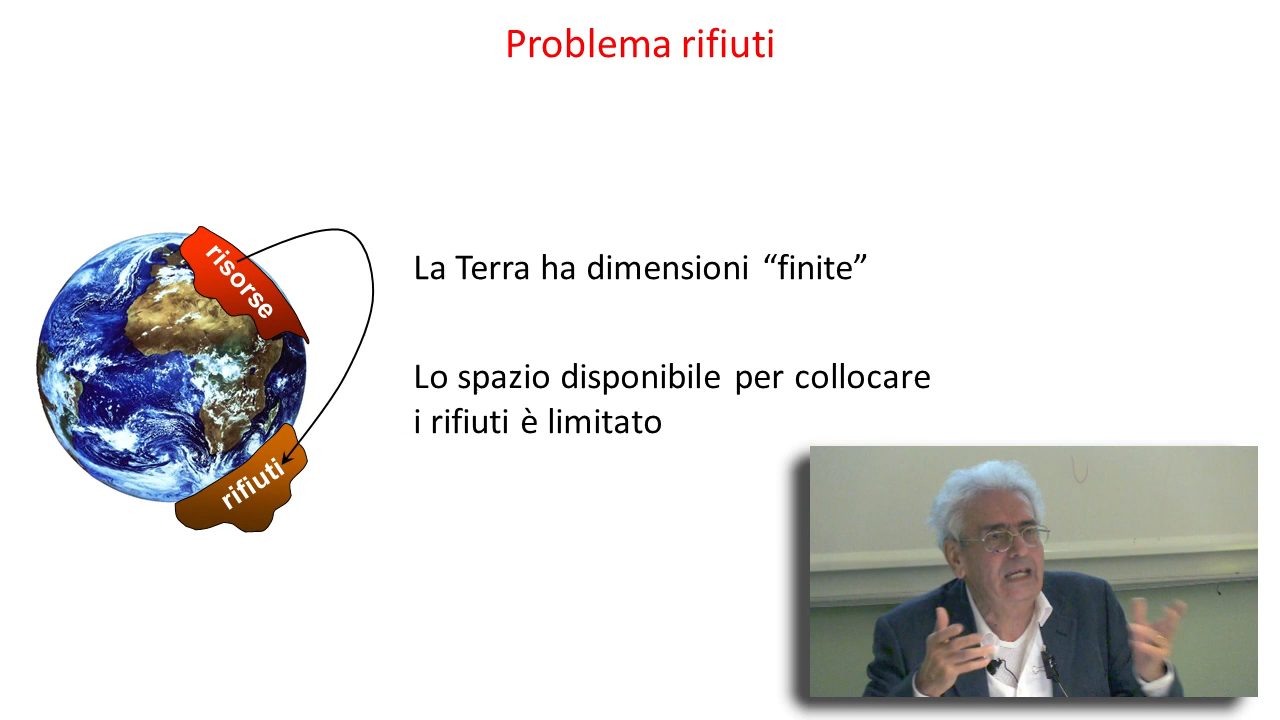 Problema rifiuti
risorse
La Terra ha dimensioni “finite”
Lo spazio disponibile per collocare
i rifiuti è limitato
rifiuti